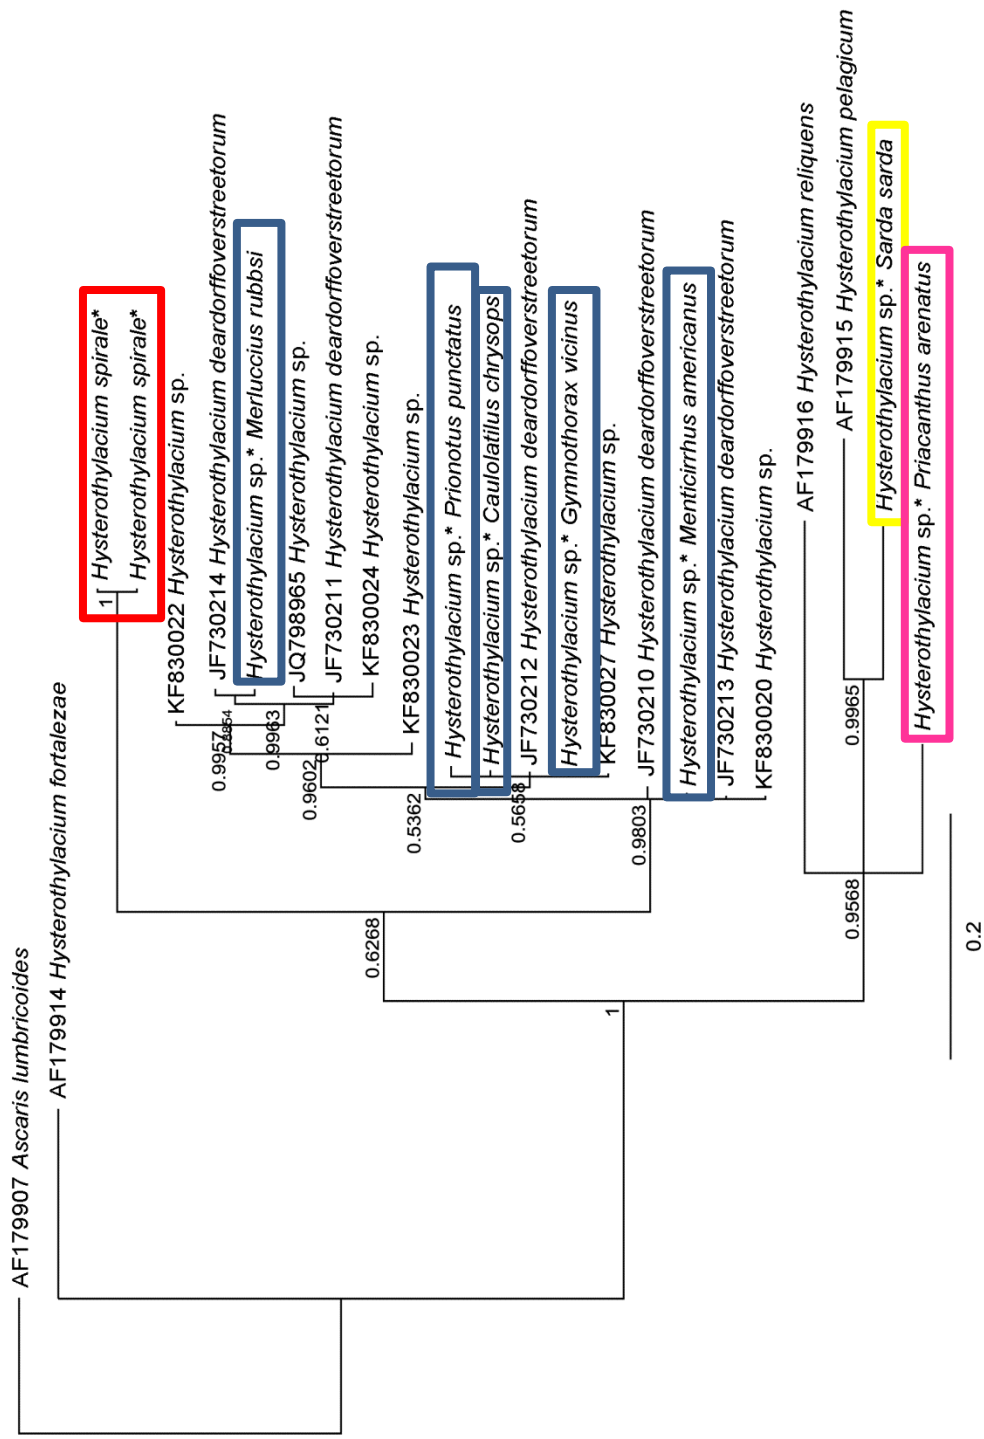 AF179907 Ascaris lumbricoides
AF179914 Hysterothylacium fortalezae
1
Hysterothylacium spirale*
Hysterothylacium spirale*
KF830022 Hysterothylacium sp.
JF730214 Hysterothylacium deardorffoverstreetorum
Hysterothylacium sp.* Merluccius rubbsi
JQ798965 Hysterothylacium sp.
JF730211 Hysterothylacium deardorffoverstreetorum
KF830024 Hysterothylacium sp.
KF830023 Hysterothylacium sp.
Hysterothylacium sp.* Prionotus punctatus
Hysterothylacium sp.* Caulolatilus chrysops
JF730212 Hysterothylacium deardorffoverstreetorum
Hysterothylacium sp.* Gymnothorax vicinus
KF830027 Hysterothylacium sp.
JF730210 Hysterothylacium deardorffoverstreetorum
Hysterothylacium sp.* Menticirrhus americanus
JF730213 Hysterothylacium deardorffoverstreetorum
KF830020 Hysterothylacium sp.
AF179916 Hysterothylacium reliquens
AF179915 Hysterothylacium pelagicum
Hysterothylacium sp.* Sarda sarda
Hysterothylacium sp.* Priacanthus arenatus
0.9957
0.9963
0.6121
0.9602
0.5362
0.5658
0.9803
0.6268
1
0.9965
0.9568
0.2